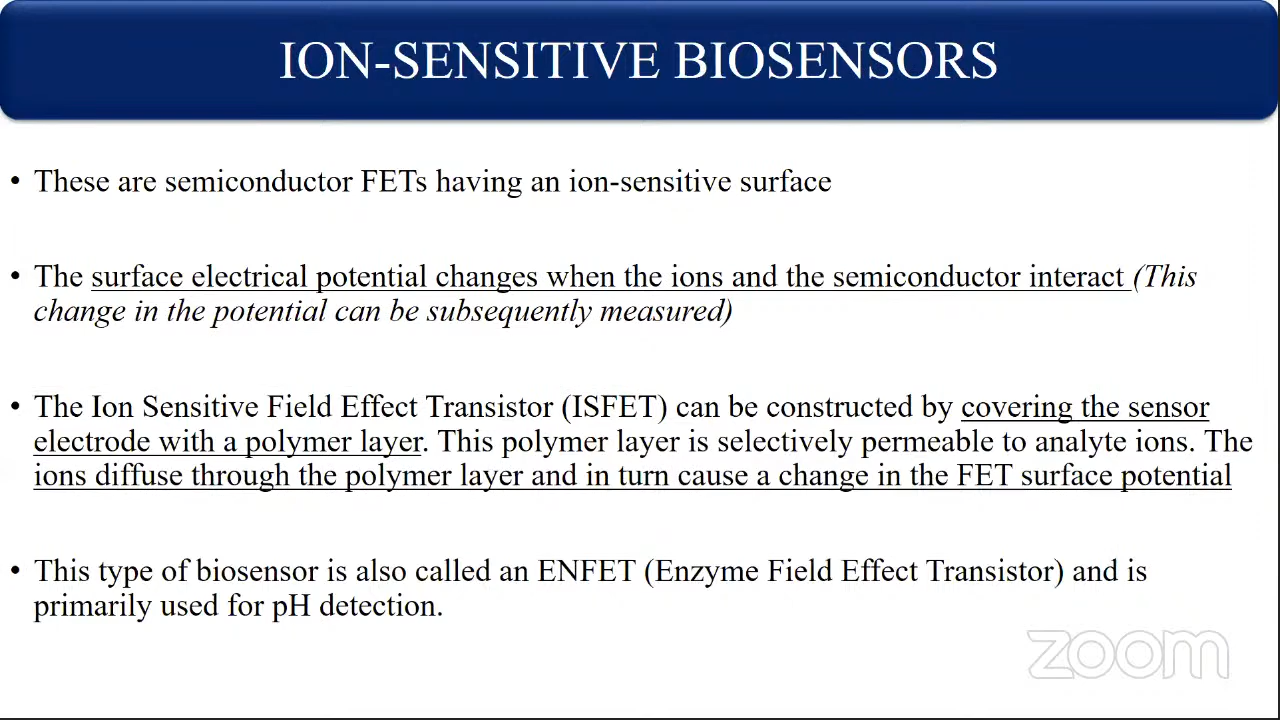 ION-SENSITIVE BIOSENSORS
• These are semiconductor FETs having an ion-sensitive surface
• The surface electrical potential changes when the ions and the semiconductor interact (This
change in the potential can be subsequently measured)
• The Ion Sensitive Field Effect Transistor (ISFET) can be constructed by covering the sensor
electrode with a polymer layer. This polymer layer is selectively permeable to analyte ions. The
ions diffuse through the polymer layer and in turn cause a change in the FET surface potential
• This type of biosensor is also called an ENFET (Enzyme Field Effect Transistor) and is
primarily used for pH detection.
zoom